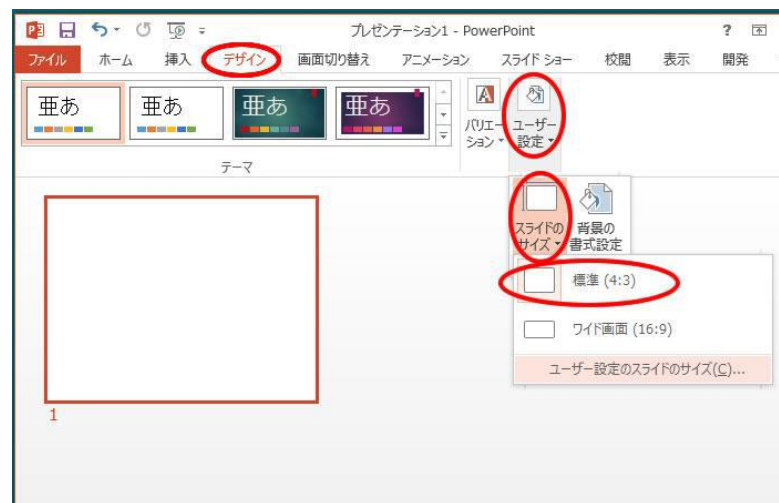 プレゼンテーション1 - PowerPoint ?
ファイル ホーム 挿入 デザイン 画面切り替え アニメーション スライド ショー 校閲 表示 開発
亜あ 亜あ 亜あ 亜あ
バリエー
ション
ユーザー
設定
テーマ
スライドの
サイズ
背景の
書式設定
標準 (4:3)
ワイド画面 (16:9)
ユーザー設定のスライドのサイズ(C)...
1